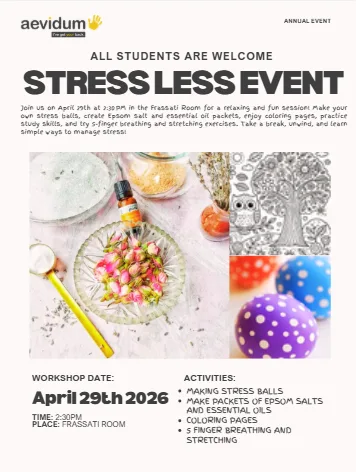 aevidum
I've got your back.
ANNUAL EVENT
ALL STUDENTS ARE WELCOME
STRESS LESS EVENT
Join us on April 29th at 2:30 PM in the Frassati Room for a relaxing and fun session! Make your
own stress balls, create Epsom salt and essential oil packets, enjoy coloring pages, practice
study skills, and try 5-finger breathing and stretching exercises. Take a break, unwind, and learn
simple ways to manage stress!
WORKSHOP DATE:
April 29th 2026
TIME: 2:30PM
PLACE: FRASSATI ROOM
ACTIVITIES:
• MAKING STRESS BALLS
• MAKE PACKETS OF EPSOM SALTS
AND ESSENTIAL OILS
• COLORING PAGES
• 5 FINGER BREATHING AND
STRETCHING